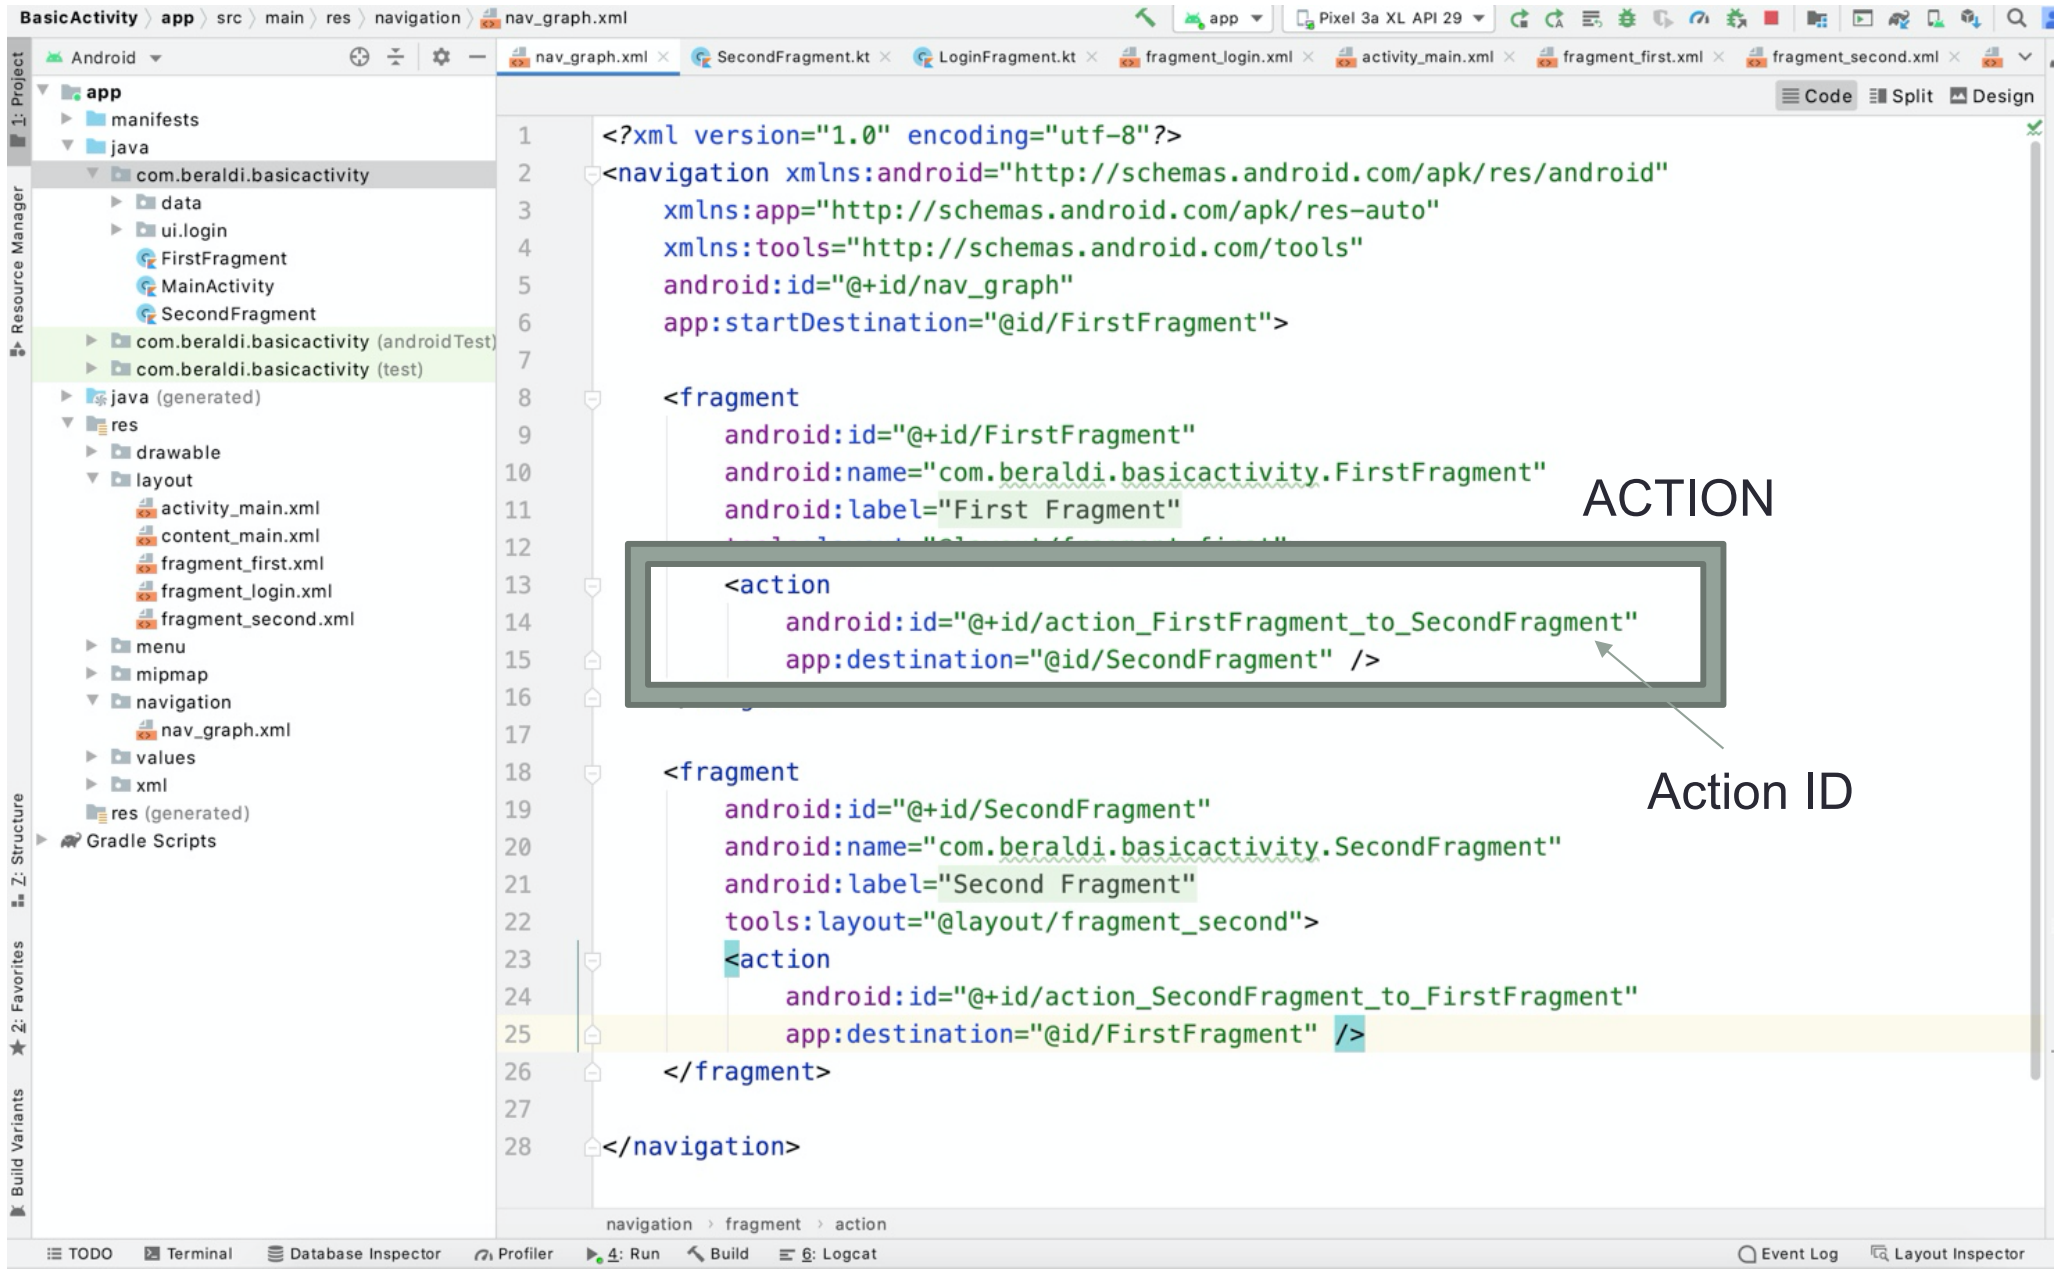 BasicActivity app src main res navigation nav_graph.xml
app Pixel 3a XL API 29
Android
nav_graph.xml SecondFragment.kt LoginFragment.kt fragment_login.xml activity_main.xml fragment_first.xml fragment_second.xml
Code Split Design
1: Project
Resource Manager
Z: Structure
2: Favorites
Build Variants
app
manifests
java
com.beraldi.basicactivity
data
ui.login
FirstFragment
MainActivity
SecondFragment
com.beraldi.basicactivity (androidTest)
com.beraldi.basicactivity (test)
java (generated)
res
drawable
layout
activity_main.xml
content_main.xml
fragment_first.xml
fragment_login.xml
fragment_second.xml
menu
mipmap
navigation
nav_graph.xml
values
xml
res (generated)
Gradle Scripts
1 <?xml version="1.0" encoding="utf-8"?>
2 <navigation xmlns:android="http://schemas.android.com/apk/res/android"
3 xmlns:app="http://schemas.android.com/apk/res-auto"
4 xmlns:tools="http://schemas.android.com/tools"
5 android:id="@+id/nav_graph"
6 app:startDestination="@id/FirstFragment">
7
8 <fragment
9 android:id="@+id/FirstFragment"
10 android:name="com.beraldi.basicactivity.FirstFragment"
11 android:label="First Fragment"
ACTION
12
13 <action
14 android:id="@+id/action_FirstFragment_to_SecondFragment"
15 app:destination="@id/SecondFragment" />
16
17
18 <fragment
Action ID
19 android:id="@+id/SecondFragment"
20 android:name="com.beraldi.basicactivity.SecondFragment"
21 android:label="Second Fragment"
22 tools:layout="@layout/fragment_second">
23 <action
24 android:id="@+id/action_SecondFragment_to_FirstFragment"
25 app:destination="@id/FirstFragment" />
26 </fragment>
27
28 </navigation>
navigation › fragment › action
TODO Terminal Database Inspector Profiler 4: Run Build 6: Logcat Event Log Layout Inspector